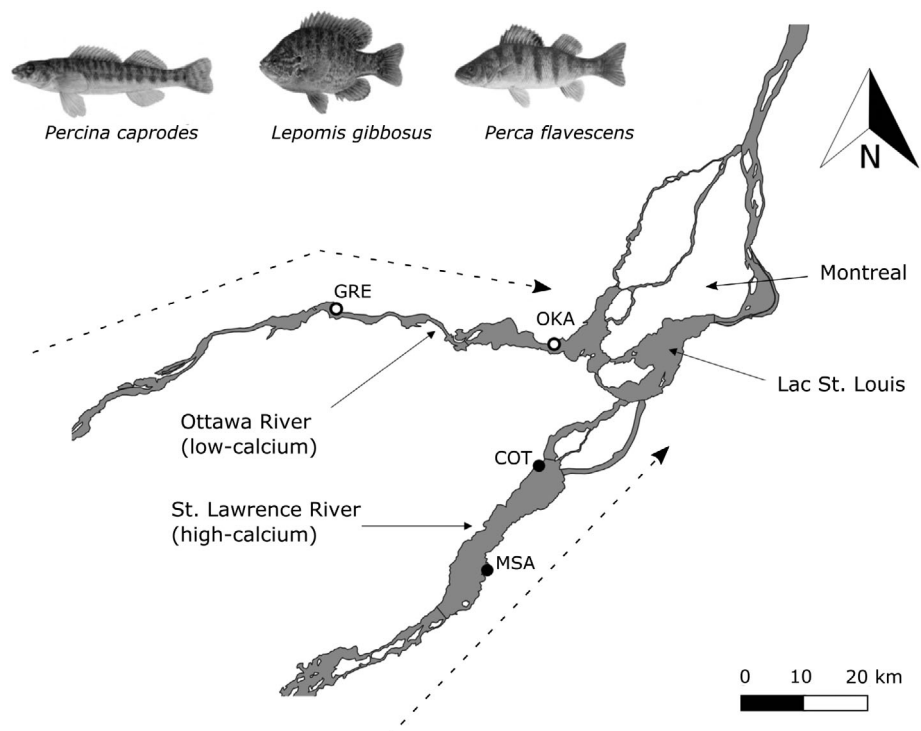 Percina caprodes
Lepomis gibbosus
Perca flavescens
N
Montreal
GRE
OKA
Lac St. Louis
Ottawa River
(low-calcium)
COT
St. Lawrence River
(high-calcium)
MSA
0 10 20 km